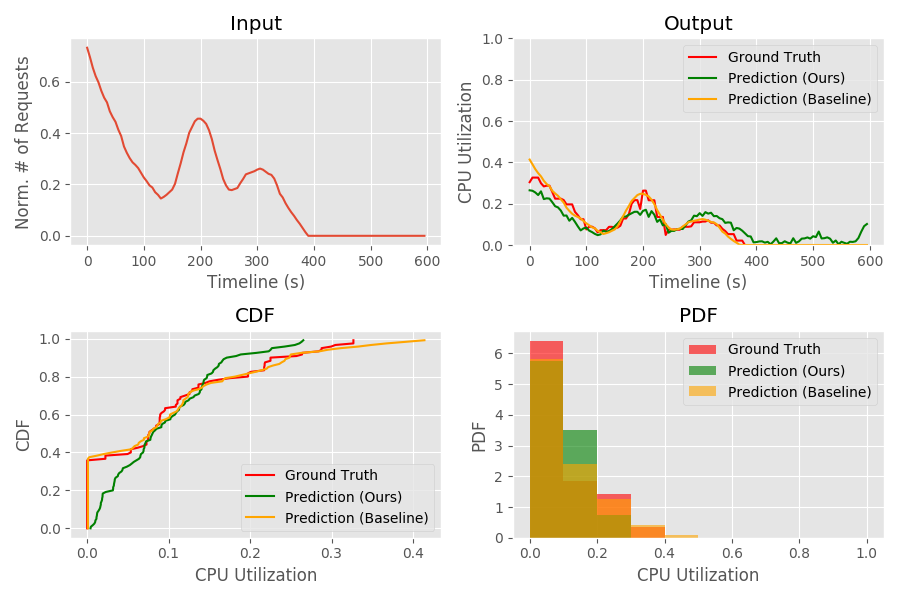 Input
Norm. # of Requests
0.6
0.4
0.2
0.0
0 100 200 300 400 500 600
Timeline (s)
Output
CPU Utilization
1.0
0.8
0.6
0.4
0.2
0.0
Ground Truth
Prediction (Ours)
Prediction (Baseline)
0 100 200 300 400 500 600
Timeline (s)
CDF
CDF
1.0
0.8
0.6
0.4
0.2
0.0
Ground Truth
Prediction (Ours)
Prediction (Baseline)
0.0 0.1 0.2 0.3 0.4
CPU Utilization
PDF
PDF
6
5
4
3
2
1
0
Ground Truth
Prediction (Ours)
Prediction (Baseline)
0.0 0.2 0.4 0.6 0.8 1.0
CPU Utilization